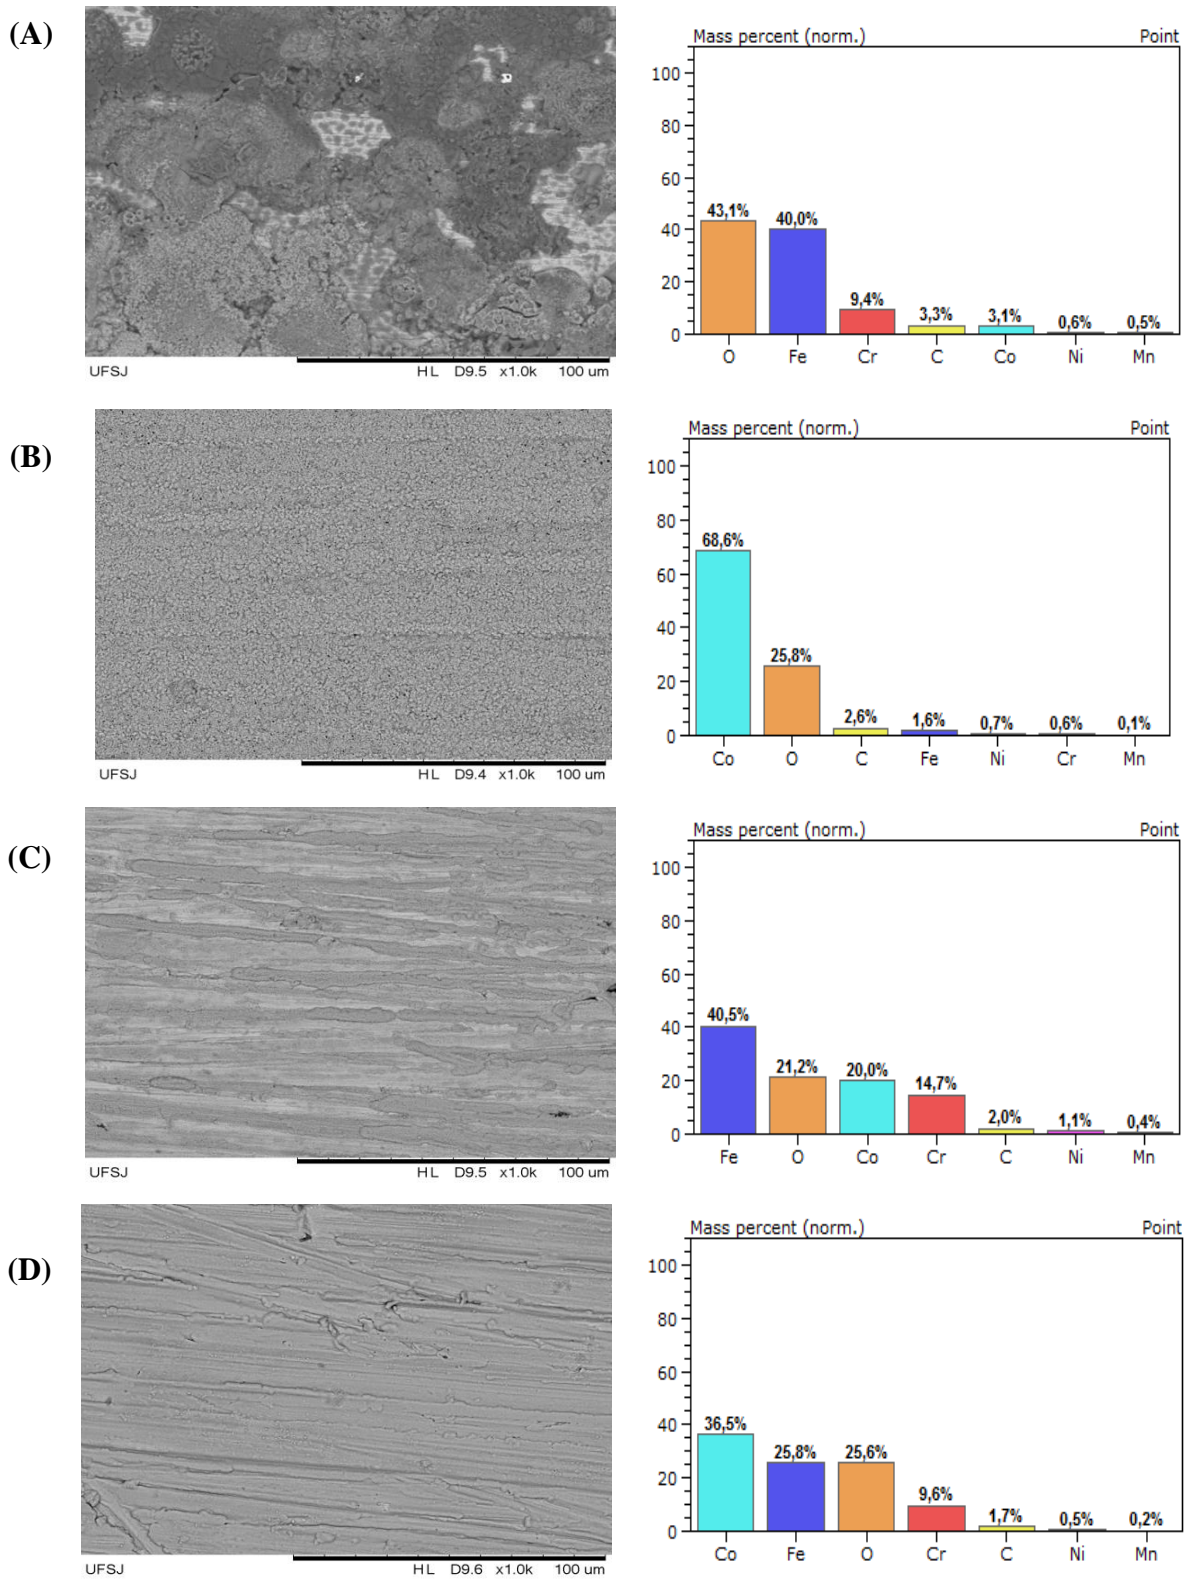 (A)
Mass percent (norm.) Point
100
80
60
40
20
0
43,1% 40,0% 9,4% 3,3% 3,1% 0,6% 0,5%
O Fe Cr C Co Ni Mn
UFSJ HL D9.5 x1.0k 100 um
(B)
Mass percent (norm.) Point
100
80
60
40
20
0
68,6% 25,8% 2,6% 1,6% 0,7% 0,6% 0,1%
Co O C Fe Ni Cr Mn
UFSJ HL D9.4 x1.0k 100 um
(C)
Mass percent (norm.) Point
100
80
60
40
20
0
40,5% 21,2% 20,0% 14,7% 2,0% 1,1% 0,4%
Fe O Co Cr C Ni Mn
UFSJ HL D9.5 x1.0k 100 um
(D)
Mass percent (norm.) Point
100
80
60
40
20
0
36,5% 25,8% 25,6% 9,6% 1,7% 0,5% 0,2%
Co Fe O Cr C Ni Mn
UFSJ HL D9.6 x1.0k 100 um